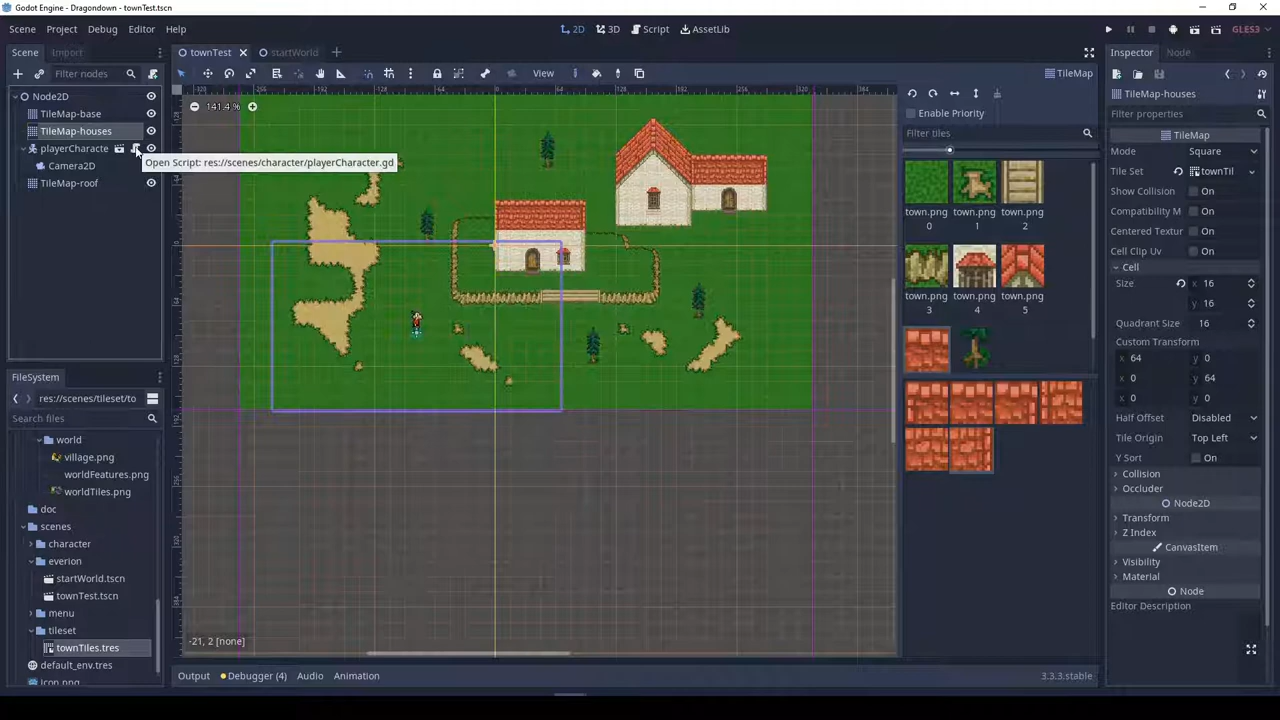 Godot Engine - Dragondown - townTest.tscn
Scene Project Debug Editor Help
2D 3D Script AssetLib
GLES3
Scene Import
townTest startWorld
Inspector Node
Filter nodes
View
TileMap
Node2D
TileMap-base
TileMap-houses
playerCharacte
Camera2D
TileMap-roof
Open Script: res://scenes/character/playerCharacter.gd
141.4 %
-21, 2 [none]
Enable Priority
Filter tiles
town.png 0
town.png 1
town.png 2
town.png 3
town.png 4
town.png 5
TileMap-houses
Filter properties
TileMap
Mode Square
Tile Set townTil
Show Collision On
Compatibility M On
Centered Textur On
Cell Clip Uv On
Cell
Size x 16
y 16
Quadrant Size 16
Custom Transform
x 64 y 0
x 0 y 64
x 0 y 0
Half Offset Disabled
Tile Origin Top Left
Y Sort On
Collision
Occluder
Node2D
Transform
Z Index
CanvasItem
Visibility
Material
Node
Editor Description
FileSystem
res://scenes/tileset/to
Search files
world
village.png
worldFeatures.png
worldTiles.png
doc
scenes
character
everion
startWorld.tscn
townTest.tscn
menu
tileset
townTiles.tres
default_env.tres
icon.png
Output Debugger (4) Audio Animation
3.3.3.stable